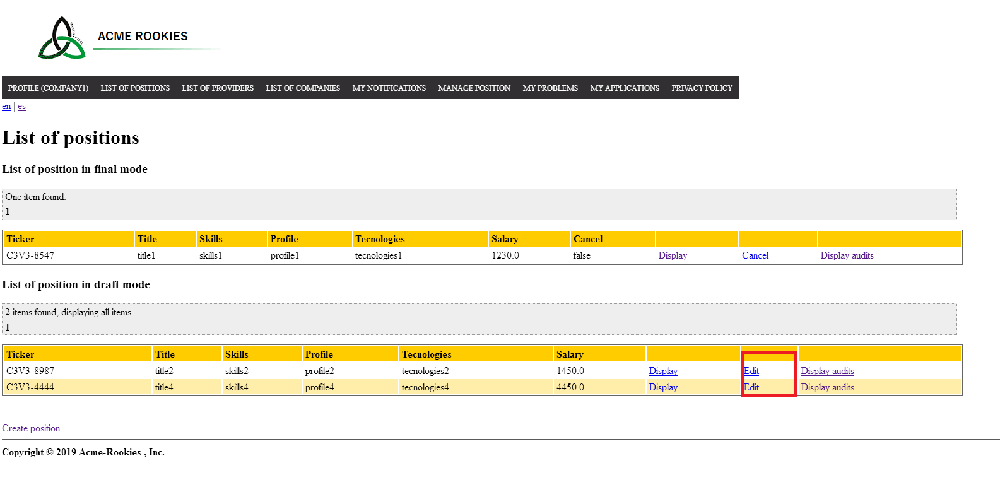 ACME ROOKIES
PROFILE (COMPANY1) LIST OF POSITIONS LIST OF PROVIDERS LIST OF COMPANIES MY NOTIFICATIONS MANAGE POSITION MY PROBLEMS MY APPLICATIONS PRIVACY POLICY
en | es
List of positions
List of position in final mode
One item found.
1
Ticker Title Skills Profile Tecnologies Salary Cancel
C3V3-8547 title1 skills1 profile1 tecnologies1 1230.0 false Display Cancel Display audits
List of position in draft mode
2 items found, displaying all items.
1
Ticker Title Skills Profile Tecnologies Salary
C3V3-8987 title2 skills2 profile2 tecnologies2 1450.0 Display Edit Display audits
C3V3-4444 title4 skills4 profile4 tecnologies4 4450.0 Display Edit Display audits
Create position
Copyright © 2019 Acme-Rookies , Inc.